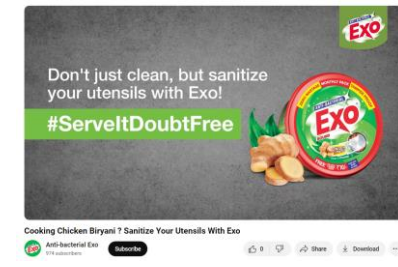 Exo
Don't just clean, but sanitize
your utensils with Exo!
#ServeItDoubtFree
Exo
Cooking Chicken Biryani ? Sanitize Your Utensils With Exo
Anti-bacterial Exo
Subscribe
0
Share
Download